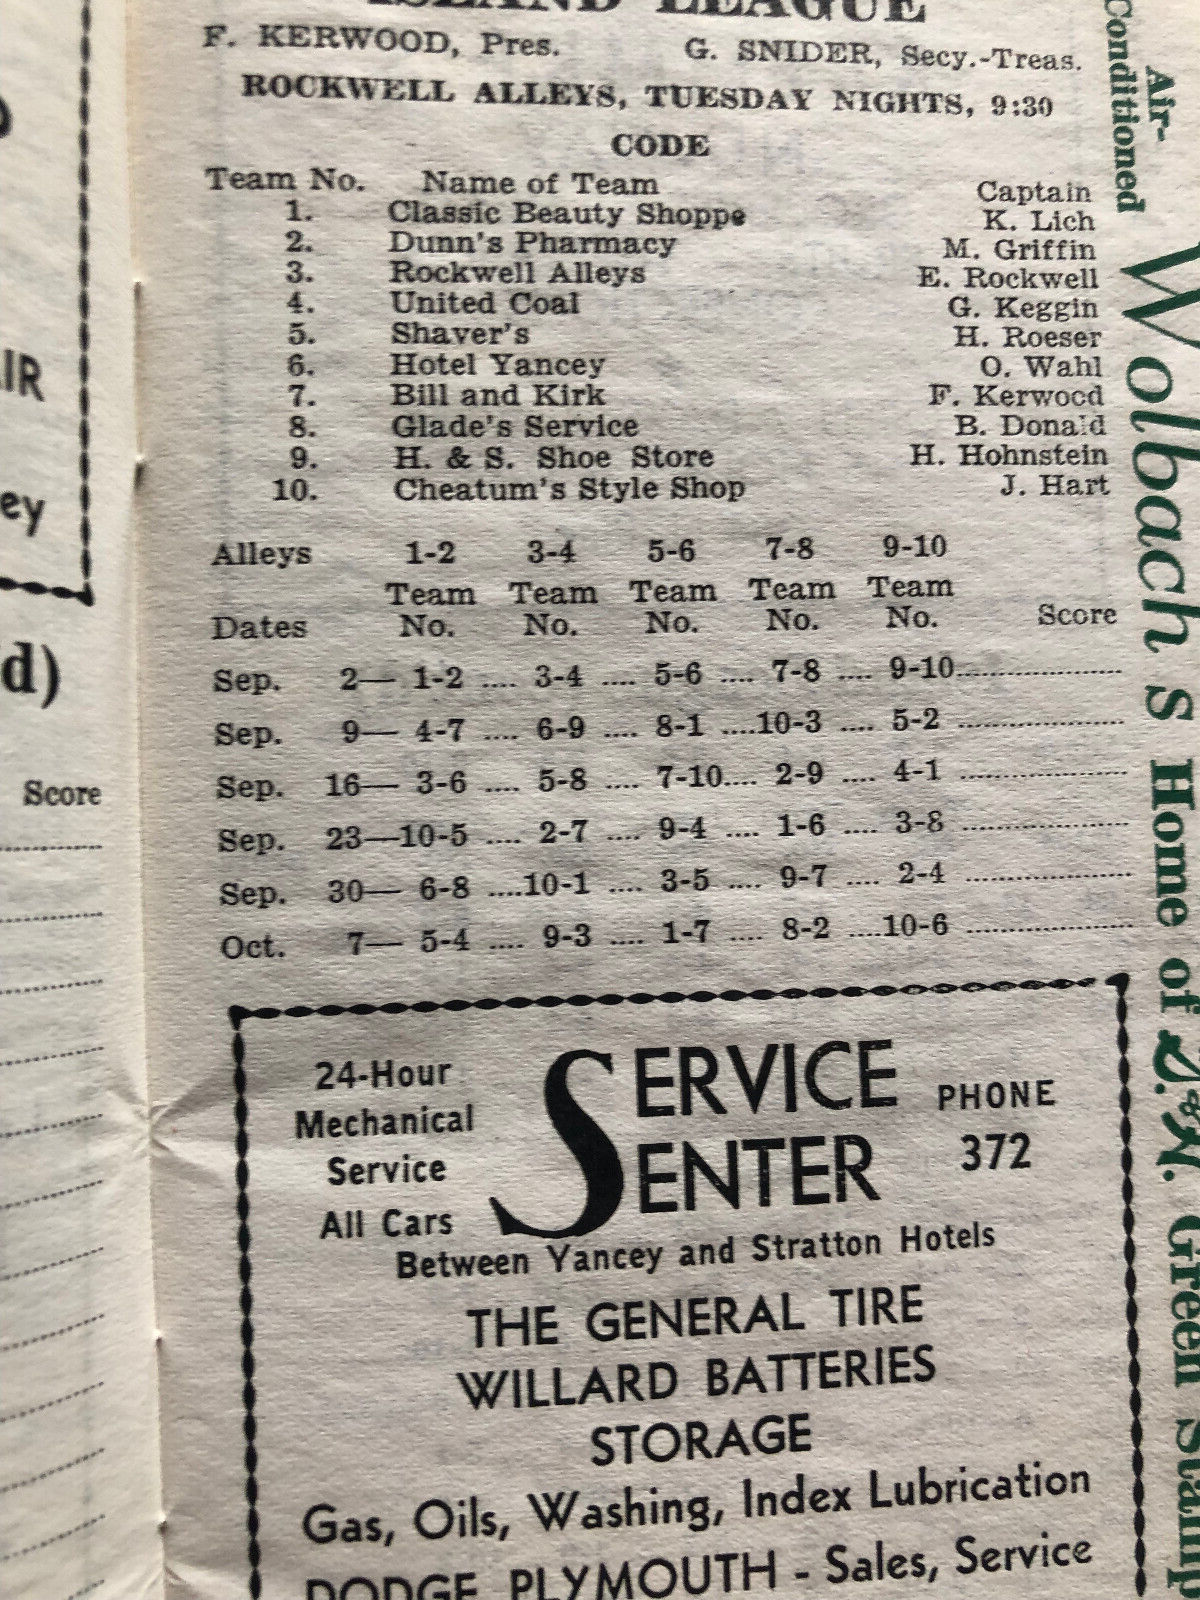 ISLAND LEAGUE
F. KERWOOD, Pres. G. SNIDER, Secy.-Treas.
ROCKWELL ALLEYS, TUESDAY NIGHTS, 9:30
CODE
Team No. Name of Team Captain
1. Classic Beauty Shoppe K. Lich
2. Dunn's Pharmacy M. Griffin
3. Rockwell Alleys E. Rockwell
4. United Coal G. Keggin
5. Shaver's H. Roeser
6. Hotel Yancey O. Wahl
7. Bill and Kirk F. Kerwood
8. Glade's Service B. Donald
9. H. & S. Shoe Store H. Hohnstein
10. Cheatum's Style Shop J. Hart
Alleys 1-2 3-4 5-6 7-8 9-10
Team Team Team Team Team
Dates No. No. No. No. No. Score
Sep. 2— 1-2 .... 3-4 .... 5-6 .... 7-8 .... 9-10....................
Sep. 9— 4-7 .... 6-9 .... 8-1 ....10-3 .... 5-2 ....................
Sep. 16— 3-6 .... 5-8 .... 7-10.... 2-9 .... 4-1 ....................
Sep. 23—10-5 .... 2-7 .... 9-4 .... 1-6 .... 3-8 ....................
Sep. 30— 6-8 ....10-1 .... 3-5 .... 9-7 .... 2-4 ....................
Oct. 7— 5-4 .... 9-3 .... 1-7 .... 8-2 ....10-6 ....................
24-Hour
Mechanical
Service
All Cars
SERVICE
SENTER
PHONE
372
Between Yancey and Stratton Hotels
THE GENERAL TIRE
WILLARD BATTERIES
STORAGE
Gas, Oils, Washing, Index Lubrication
DODGE PLYMOUTH - Sales, Service
Air-
Conditioned
Wolbach's Home of S. & H. Green Stamp
IR
ey
d)
Score